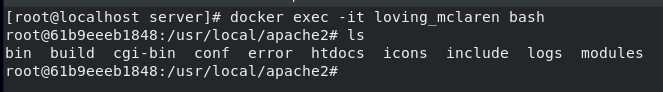 [root@localhost server]# docker exec -it loving_mclaren bash
root@61b9eeeb1848:/usr/local/apache2# ls
bin  build  cgi-bin  conf  error  htdocs  icons  include  logs  modules
root@61b9eeeb1848:/usr/local/apache2#